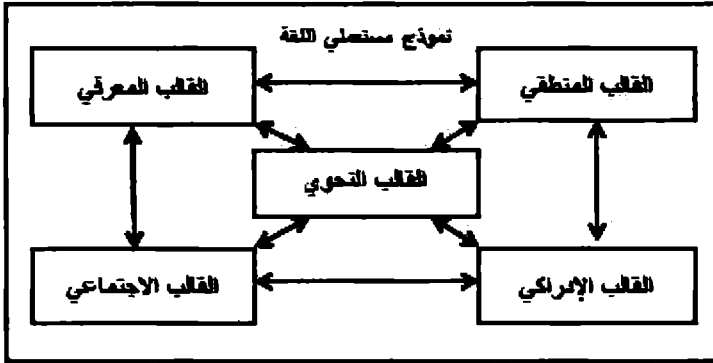 نموذج مستعملي اللغة
القالب المنطقي
القالب المعرفي
القالب النحوي
القالب الإدراكي
القالب الاجتماعي